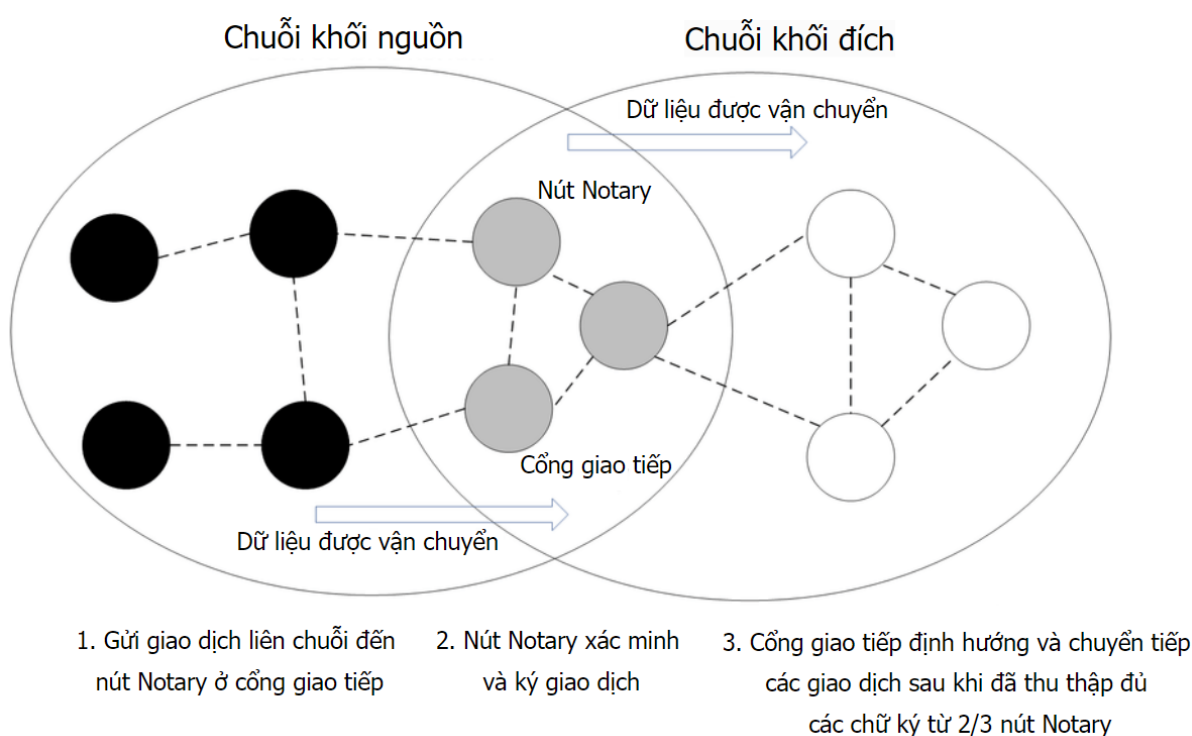 Chuỗi khối nguồn
Chuỗi khối đích
Dữ liệu được vận chuyển
Nút Notary
Cổng giao tiếp
Dữ liệu được vận chuyển
1. Gửi giao dịch liên chuỗi đến
nút Notary ở cổng giao tiếp
2. Nút Notary xác minh
và ký giao dịch
3. Cổng giao tiếp định hướng và chuyển tiếp
các giao dịch sau khi đã thu thập đủ
các chữ ký từ 2/3 nút Notary